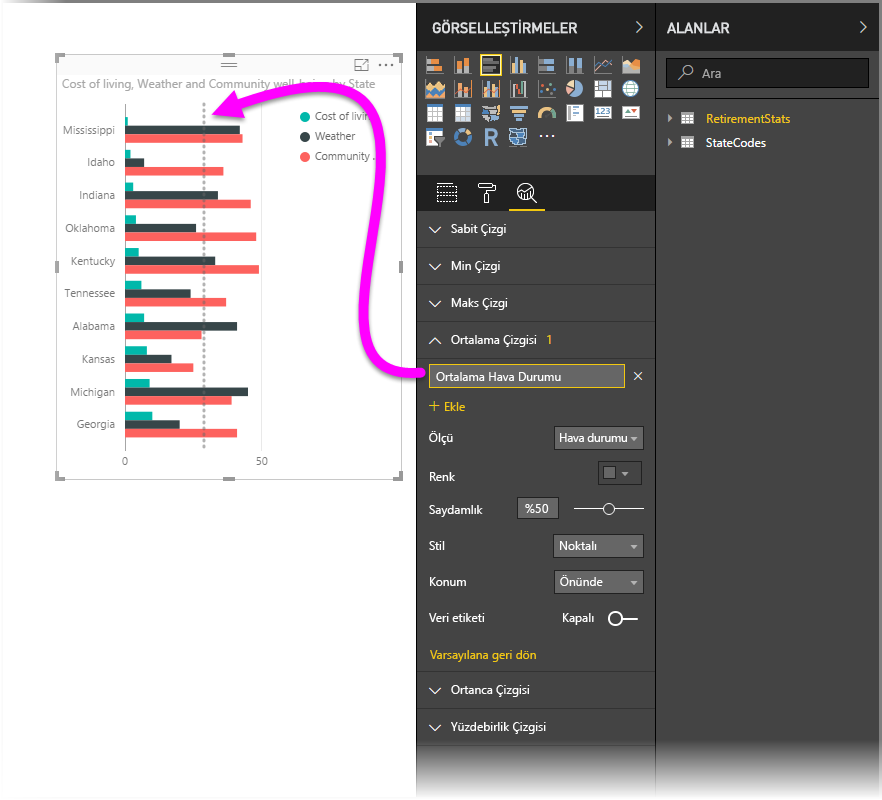 Cost of living, Weather and Community well-being by State
Mississippi
Idaho
Indiana
Oklahoma
Kentucky
Tennessee
Alabama
Kansas
Michigan
Georgia
0 50
Cost of livin
Weather
Community ...
GÖRSELLEŞTİRMELER
R
123
Sabit Çizgi
Min Çizgi
Maks Çizgi
Ortalama Çizgisi 1
Ortalama Hava Durumu
+ Ekle
Ölçü Hava durumu
Renk
Saydamlık %50
Stil Noktalı
Konum Önünde
Veri etiketi Kapalı
Varsayılana geri dön
Ortanca Çizgisi
Yüzdebirlik Çizgisi
ALANLAR
Ara
RetirementStats
StateCodes